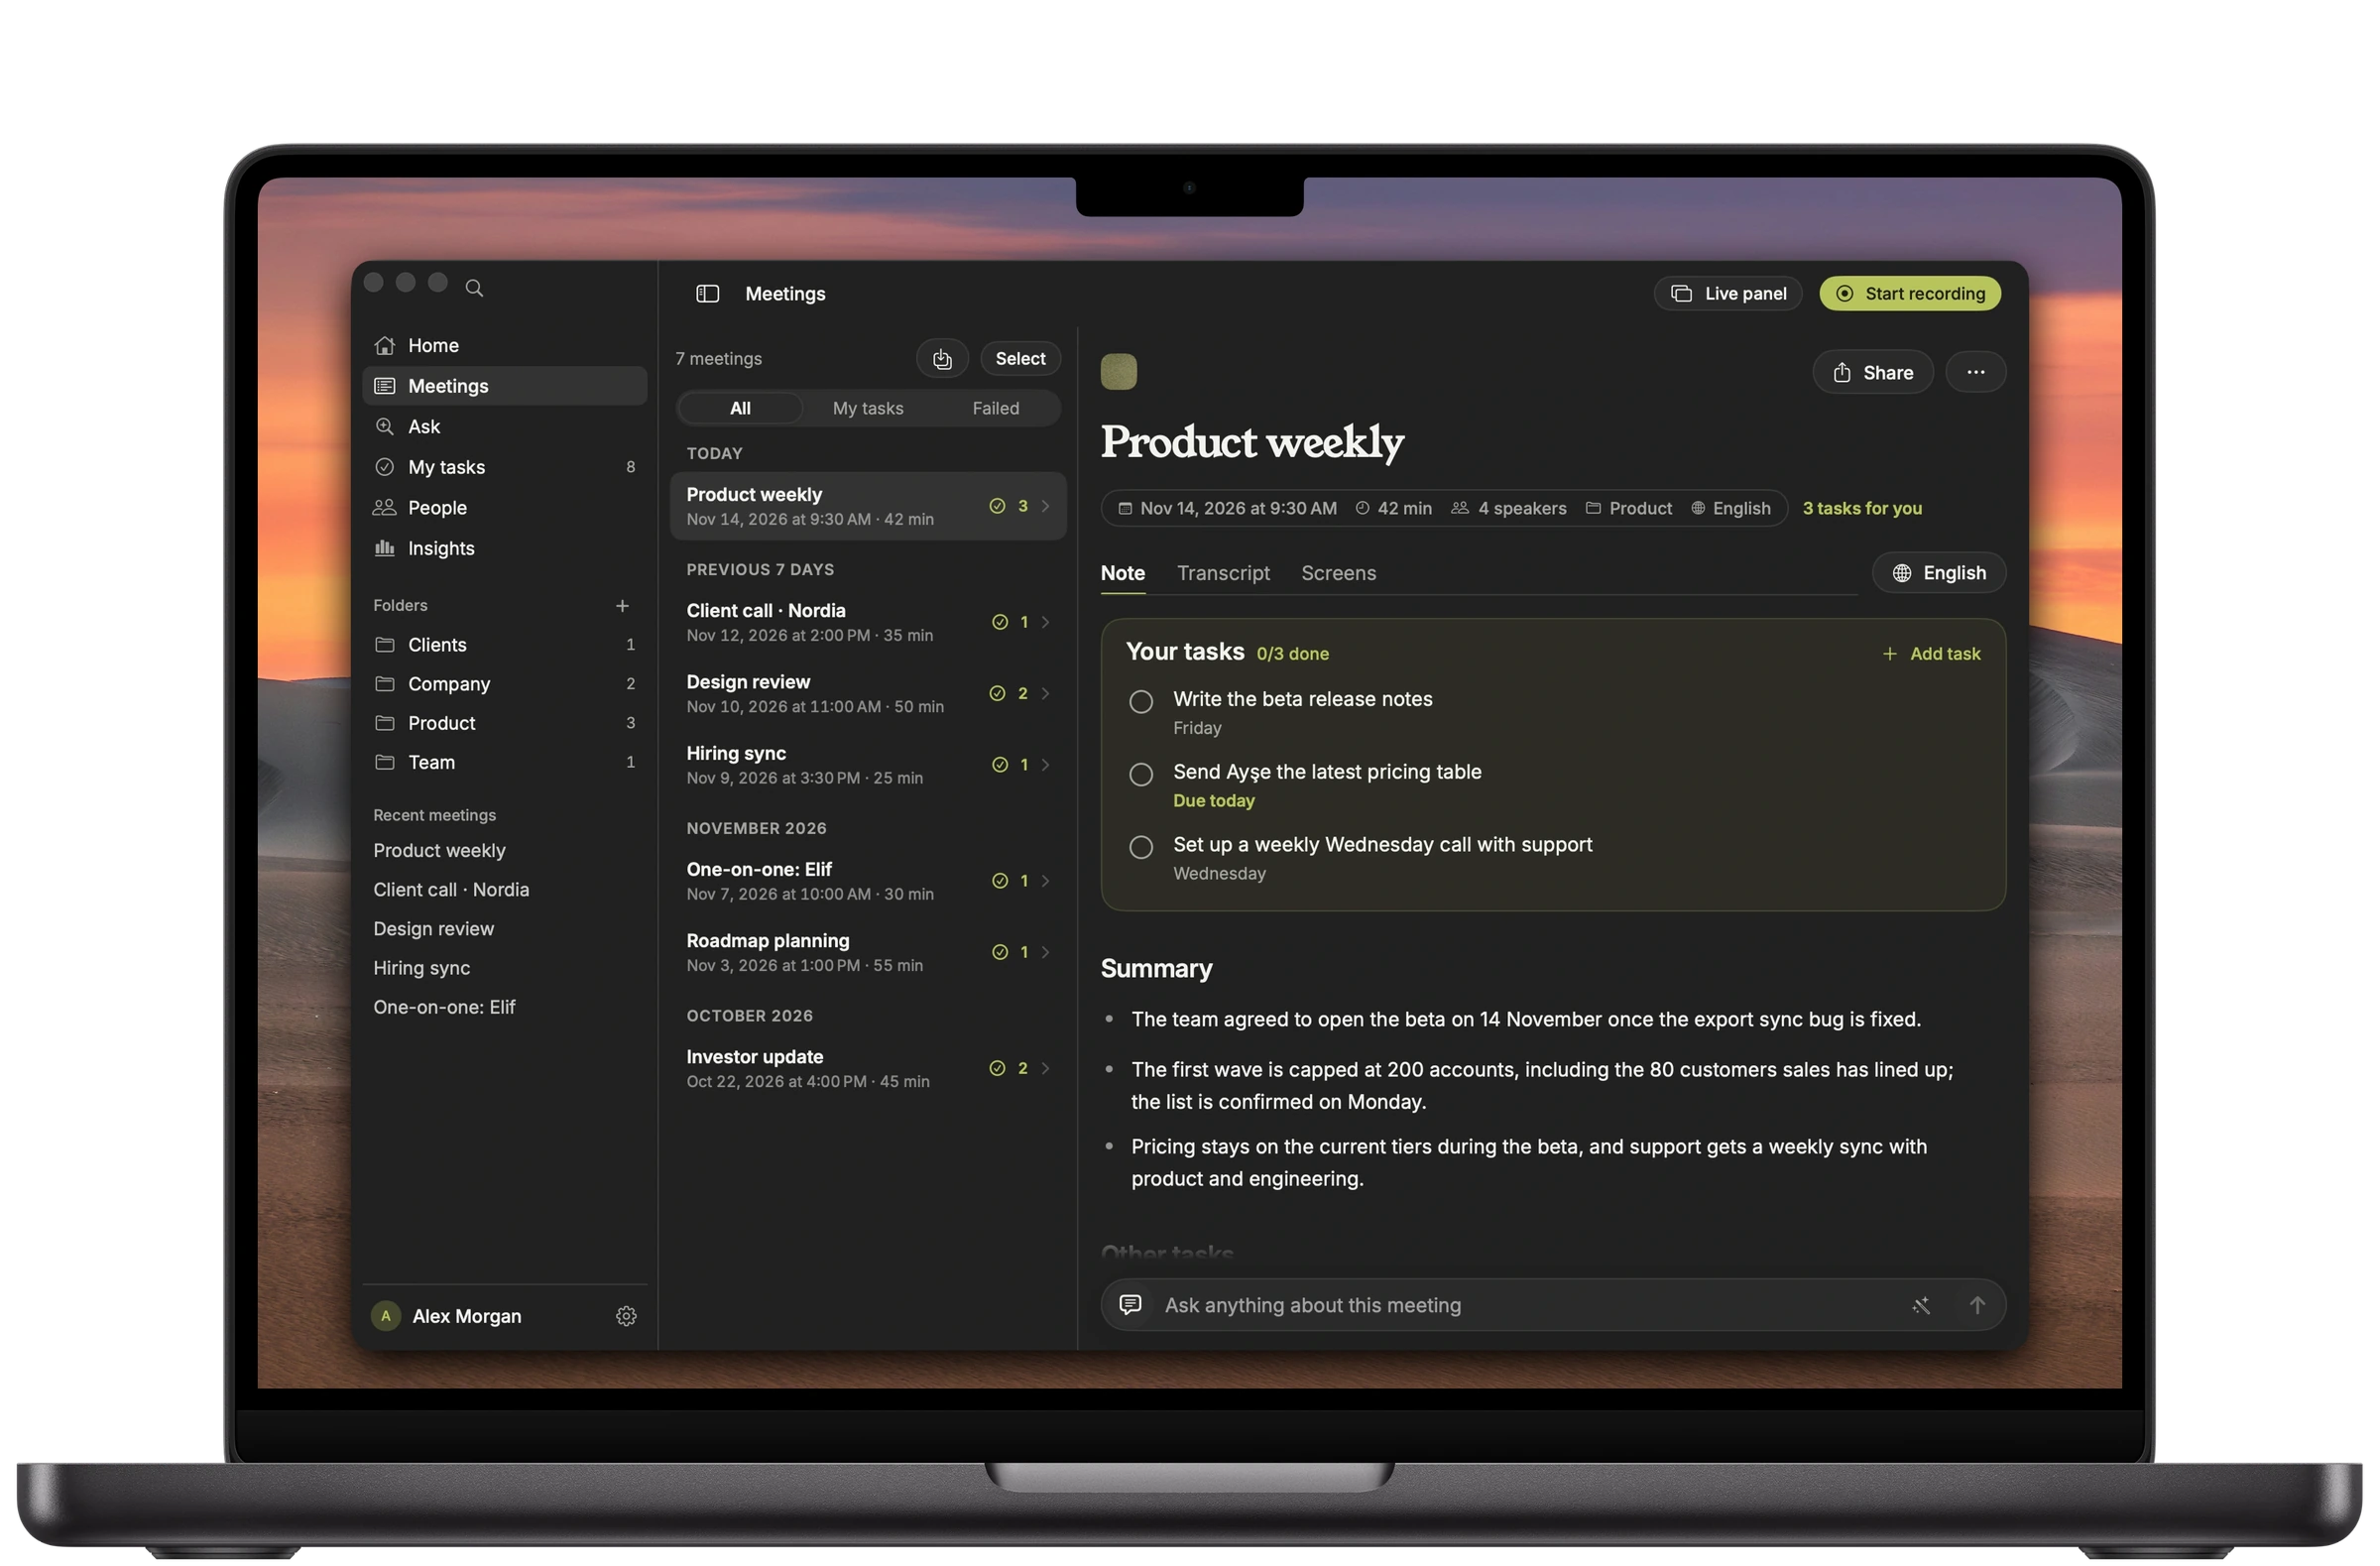 Meetings
Live panel
Start recording
Home
Meetings
Ask
My tasks 8
People
Insights
Folders
Clients 1
Company 2
Product 3
Team 1
Recent meetings
Product weekly
Client call · Nordia
Design review
Hiring sync
One-on-one: Elif
A Alex Morgan
7 meetings
Select
All My tasks Failed
TODAY
Product weekly 3
Nov 14, 2026 at 9:30 AM · 42 min
PREVIOUS 7 DAYS
Client call · Nordia 1
Nov 12, 2026 at 2:00 PM · 35 min
Design review 2
Nov 10, 2026 at 11:00 AM · 50 min
Hiring sync 1
Nov 9, 2026 at 3:30 PM · 25 min
NOVEMBER 2026
One-on-one: Elif 1
Nov 7, 2026 at 10:00 AM · 30 min
Roadmap planning 1
Nov 3, 2026 at 1:00 PM · 55 min
OCTOBER 2026
Investor update 2
Oct 22, 2026 at 4:00 PM · 45 min
Share
Product weekly
Nov 14, 2026 at 9:30 AM 42 min 4 speakers Product English 3 tasks for you
Note Transcript Screens
English
Your tasks 0/3 done + Add task
Write the beta release notes
Friday
Send Ayşe the latest pricing table
Due today
Set up a weekly Wednesday call with support
Wednesday
Summary
• The team agreed to open the beta on 14 November once the export sync bug is fixed.
• The first wave is capped at 200 accounts, including the 80 customers sales has lined up;
the list is confirmed on Monday.
• Pricing stays on the current tiers during the beta, and support gets a weekly sync with
product and engineering.
Other tasks
Ask anything about this meeting